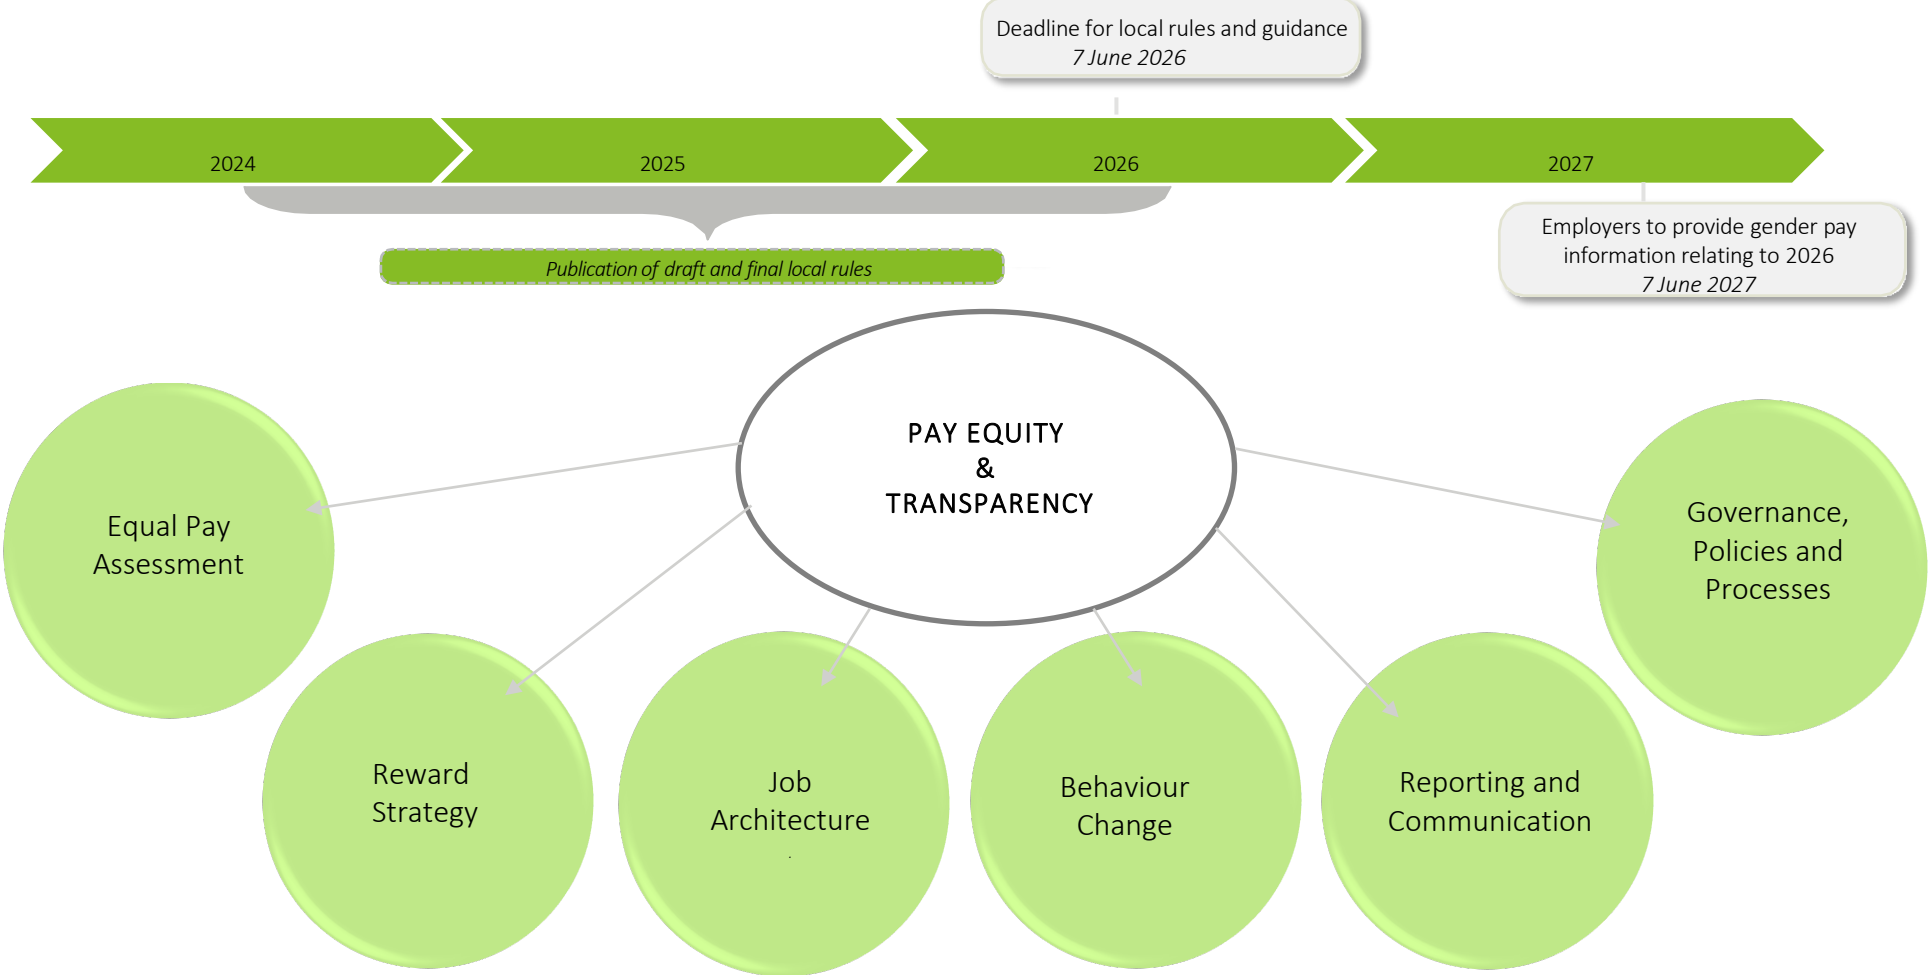 Deadline for local rules and guidance
7 June 2026
2024
2025
2026
2027
Employers to provide gender pay
information relating to 2026
7 June 2027
Publication of draft and final local rules
PAY EQUITY
&
TRANSPARENCY
Equal Pay
Assessment
Governance,
Policies and
Processes
Reward
Strategy
Job
Architecture
.
Behaviour
Change
Reporting and
Communication